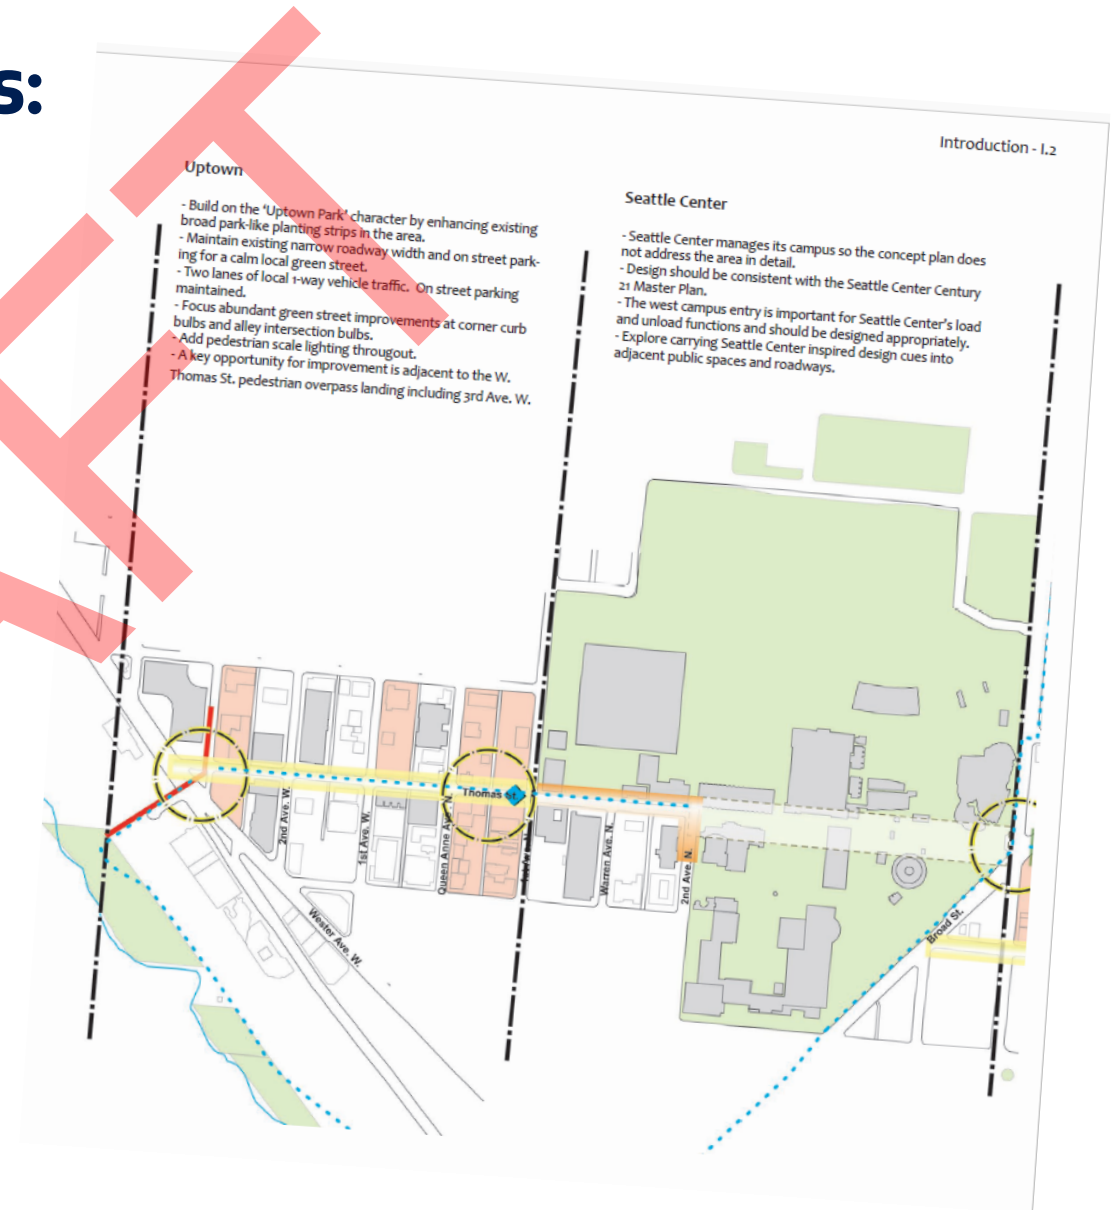 s:
Introduction - I.2
Uptown
- Build on the 'Uptown Park' character by enhancing existing
broad park-like planting strips in the area.
- Maintain existing narrow roadway width and on street park-
ing for a calm local green street.
- Two lanes of local 1-way vehicle traffic. On street parking
maintained.
- Focus abundant green street improvements at corner curb
bulbs and alley intersection bulbs.
- Add pedestrian scale lighting througout.
- A key opportunity for improvement is adjacent to the W.
Thomas St. pedestrian overpass landing including 3rd Ave. W.
Seattle Center
- Seattle Center manages its campus so the concept plan does
not address the area in detail.
- Design should be consistent with the Seattle Center Century
21 Master Plan.
- The west campus entry is important for Seattle Center's load
and unload functions and should be designed appropriately.
- Explore carrying Seattle Center inspired design cues into
adjacent public spaces and roadways.
Thomas St.
2nd Ave. W.
1st Ave. W.
Queen Anne Ave. N.
Warren Ave. N.
2nd Ave. N.
Wester Ave. W.
Broad St.